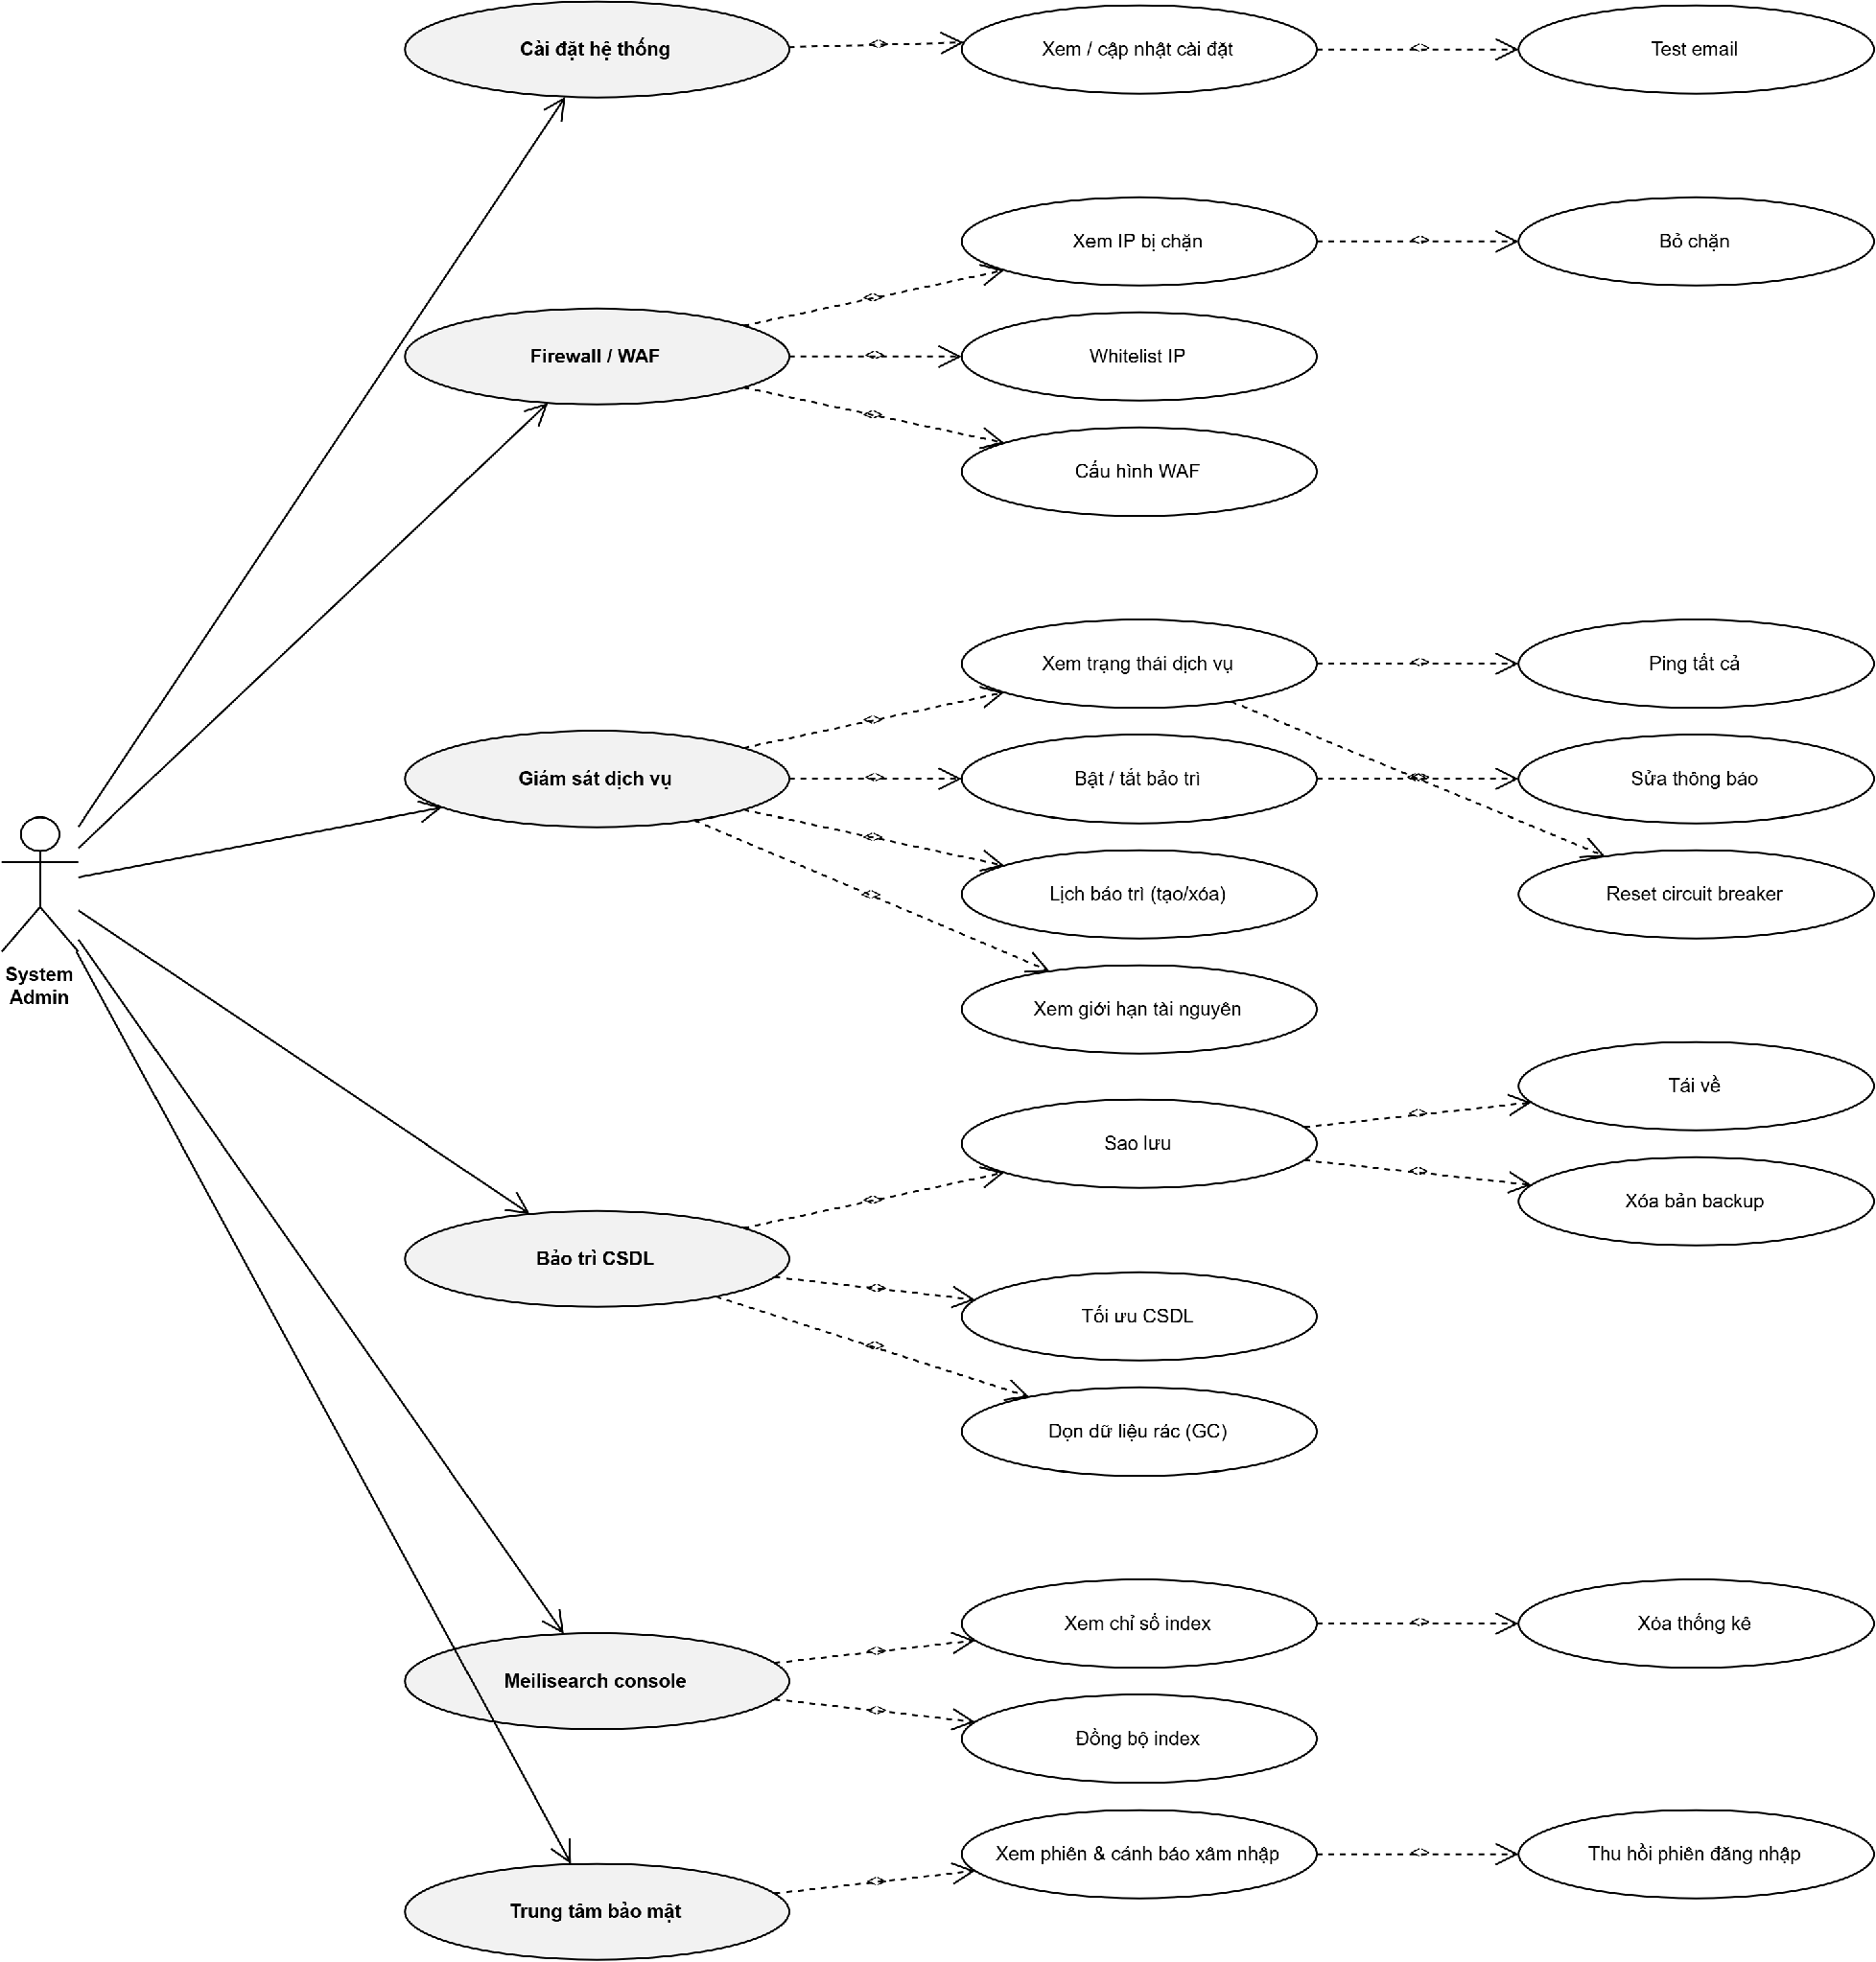 Cài đặt hệ thống
<>
Xem / cập nhật cài đặt
<>
Test email
Firewall / WAF
<>
Xem IP bị chặn
<>
Bỏ chặn
<>
Whitelist IP
<>
Cấu hình WAF
System
Admin
Giám sát dịch vụ
<>
Xem trạng thái dịch vụ
<>
Ping tất cả
<>
Bật / tắt bảo trì
<>
Sửa thông báo
<>
Lịch bảo trì (tạo/xóa)
<>
Reset circuit breaker
<>
Xem giới hạn tài nguyên
Bảo trì CSDL
<>
Sao lưu
<>
Tải về
<>
Xóa bản backup
<>
Tối ưu CSDL
<>
Dọn dữ liệu rác (GC)
Meilisearch console
<>
Xem chỉ số index
<>
Xóa thống kê
<>
Đồng bộ index
Trung tâm bảo mật
<>
Xem phiên & cảnh báo xâm nhập
<>
Thu hồi phiên đăng nhập